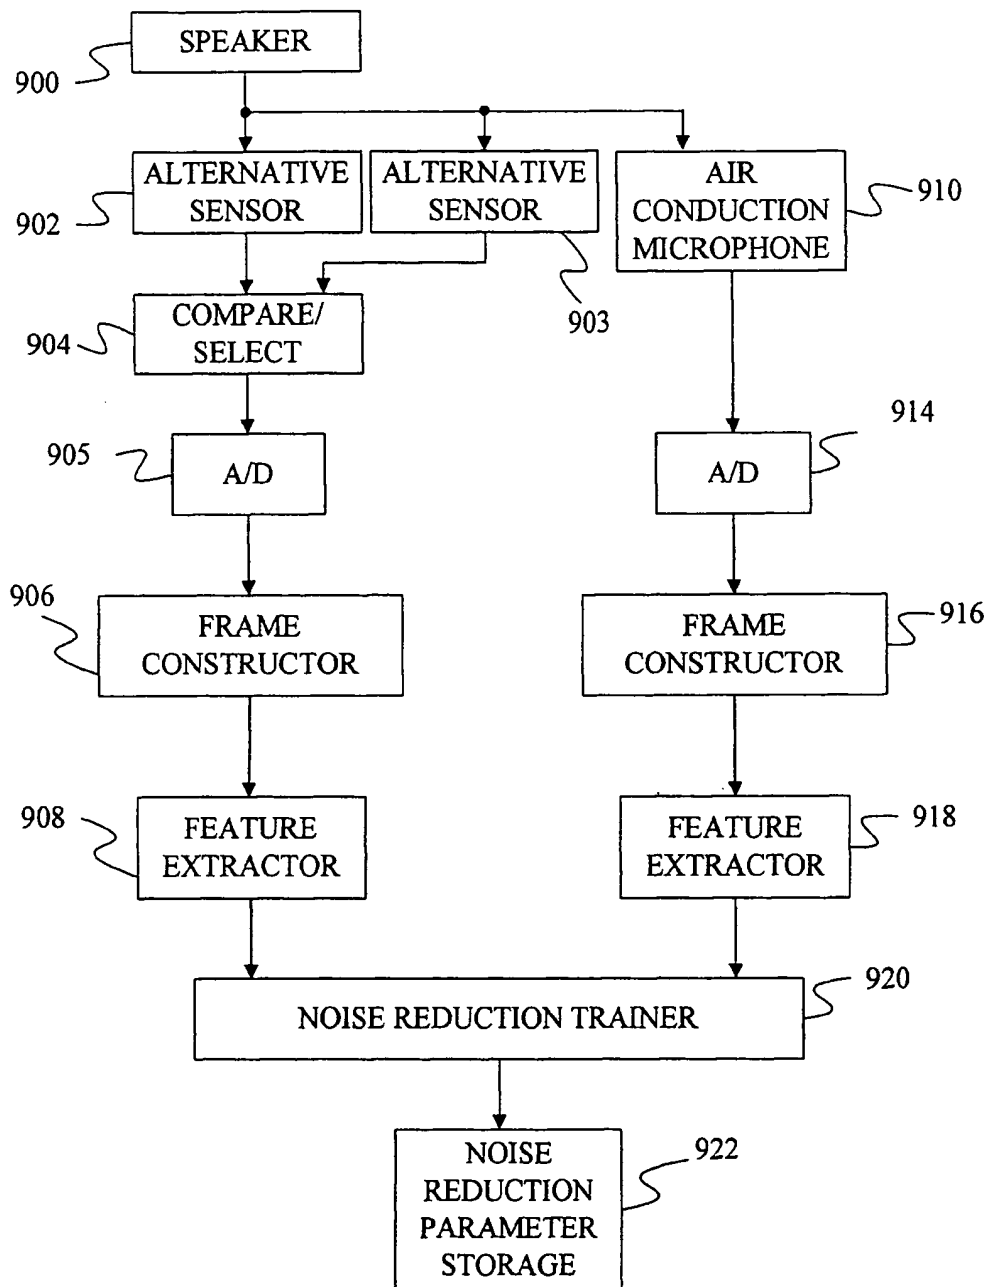 SPEAKER
900
ALTERNATIVE
SENSOR
902
ALTERNATIVE
SENSOR
903
AIR
CONDUCTION
MICROPHONE
910
COMPARE/
SELECT
904
A/D
905
A/D
914
FRAME
CONSTRUCTOR
906
FRAME
CONSTRUCTOR
916
FEATURE
EXTRACTOR
908
FEATURE
EXTRACTOR
918
NOISE REDUCTION TRAINER
920
NOISE
REDUCTION
PARAMETER
STORAGE
922